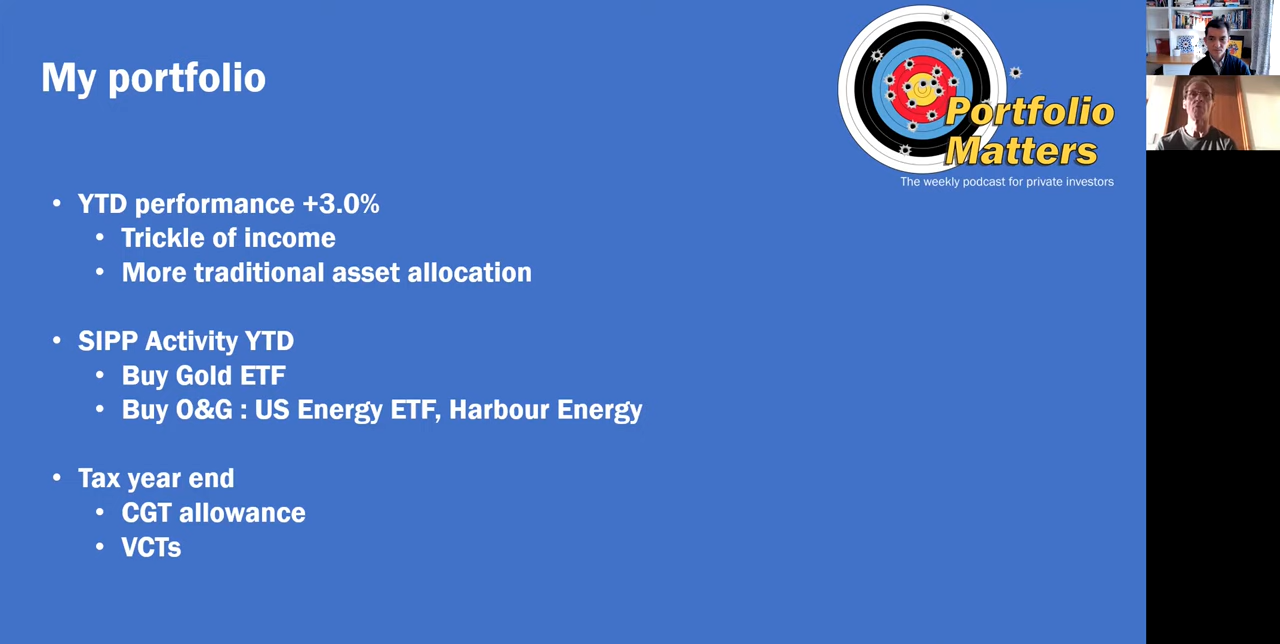 My portfolio
Portfolio
Matters
The weekly podcast for private investors
• YTD performance +3.0%
• Trickle of income
• More traditional asset allocation
• SIPP Activity YTD
• Buy Gold ETF
• Buy O&G : US Energy ETF, Harbour Energy
• Tax year end
• CGT allowance
• VCTs